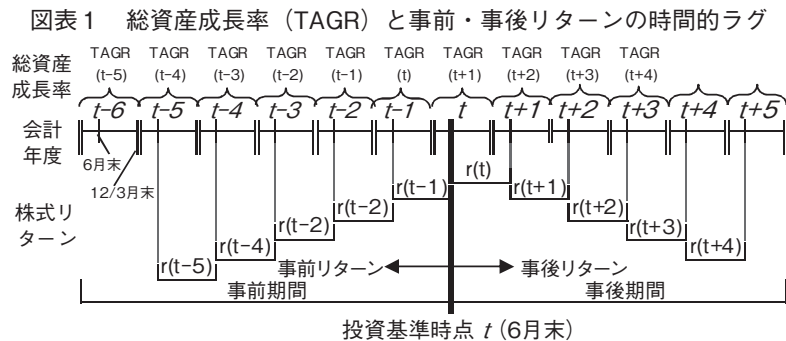 図表1 総資産成長率（TAGR）と事前・事後リターンの時間的ラグ
総資産成長率
TAGR (t-5) TAGR (t-4) TAGR (t-3) TAGR (t-2) TAGR (t-1) TAGR (t) TAGR (t+1) TAGR (t+2) TAGR (t+3) TAGR (t+4)
t-6 t-5 t-4 t-3 t-2 t-1 t t+1 t+2 t+3 t+4 t+5
会計年度
6月末
12/3月末
株式リターン
r(t-5) r(t-4) r(t-2) r(t-2) r(t-1) r(t) r(t+1) r(t+2) r(t+3) r(t+4)
事前リターン 事後リターン
事前期間 事後期間
投資基準時点 t (6月末)